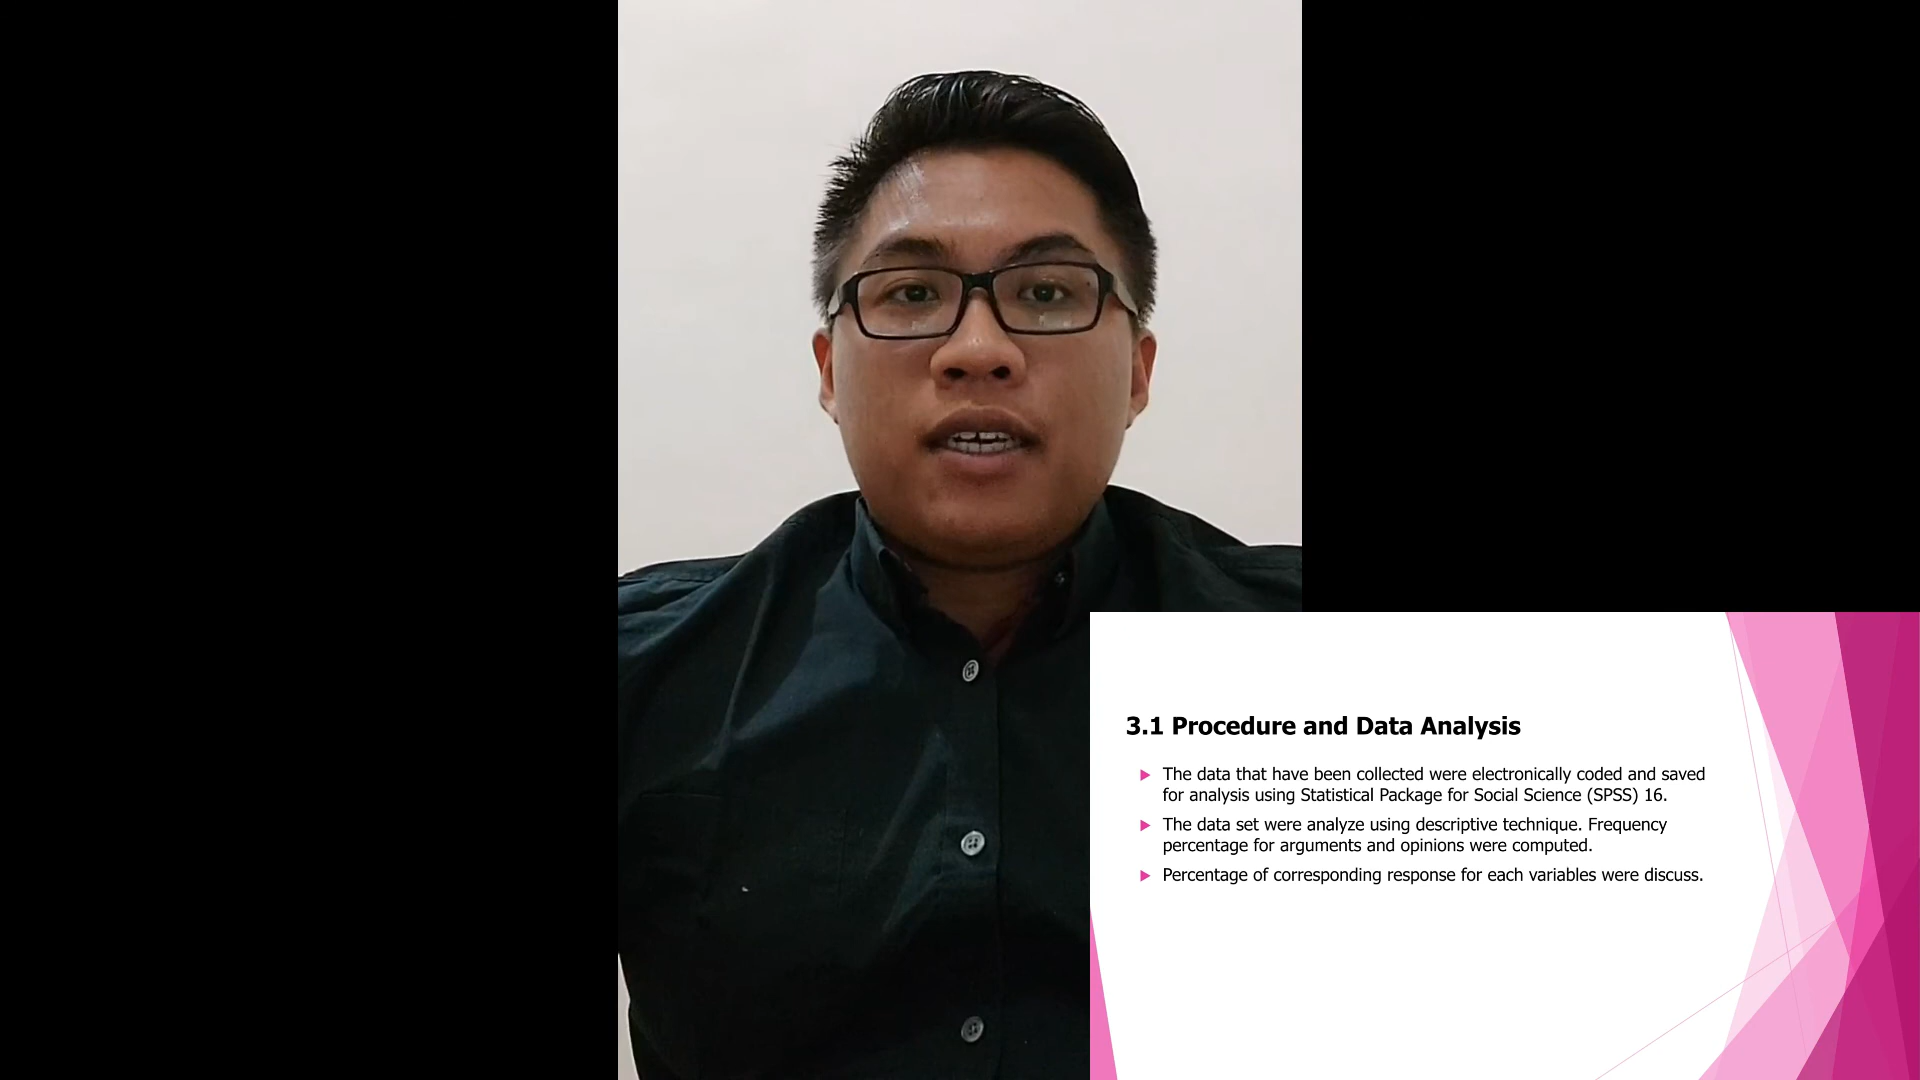 3.1 Procedure and Data Analysis
The data that have been collected were electronically coded and saved
for analysis using Statistical Package for Social Science (SPSS) 16.
The data set were analyze using descriptive technique. Frequency
percentage for arguments and opinions were computed.
Percentage of corresponding response for each variables were discuss.